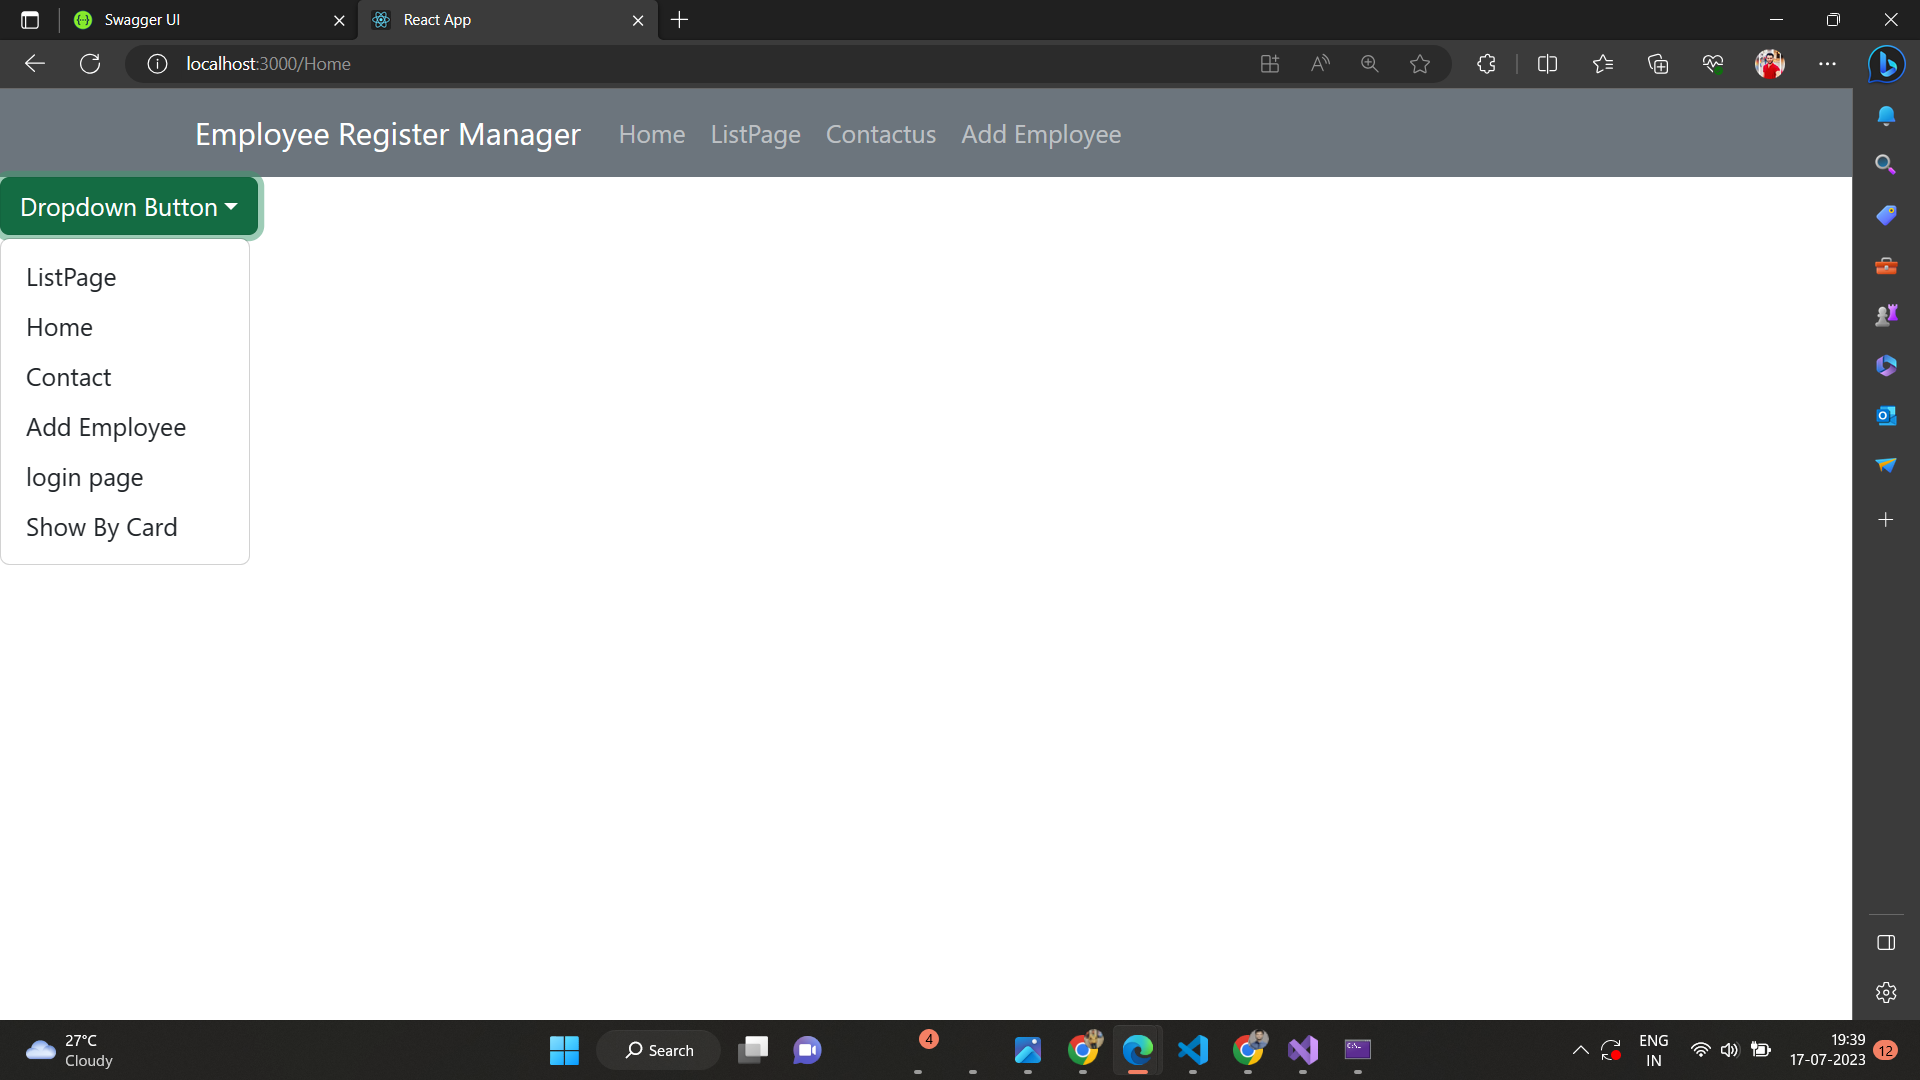 Swagger UI
React App
localhost:3000/Home
Employee Register Manager Home ListPage Contactus Add Employee
Dropdown Button
ListPage
Home
Contact
Add Employee
login page
Show By Card
27°C
Cloudy
Search
4
ENG
IN
19:39
17-07-2023
12